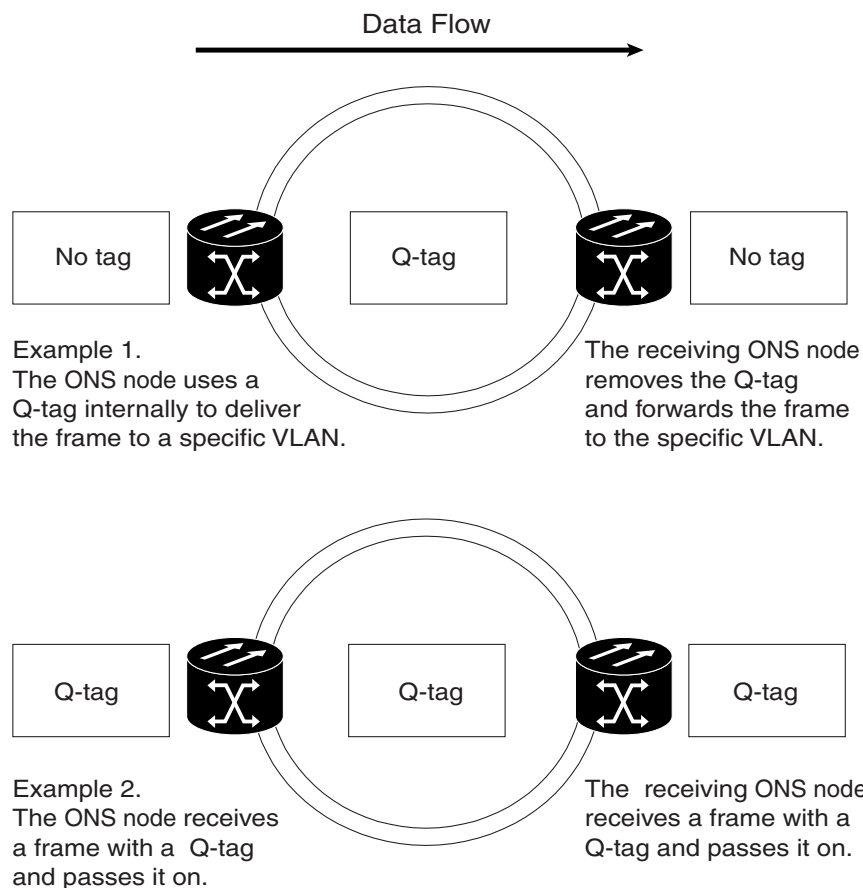 Data Flow
No tag
Q-tag
No tag
Example 1.
The ONS node uses a
Q-tag internally to deliver
the frame to a specific VLAN.
The receiving ONS node
removes the Q-tag
and forwards the frame
to the specific VLAN.
Q-tag
Q-tag
Q-tag
Example 2.
The ONS node receives
a frame with a Q-tag
and passes it on.
The receiving ONS node
receives a frame with a
Q-tag and passes it on.